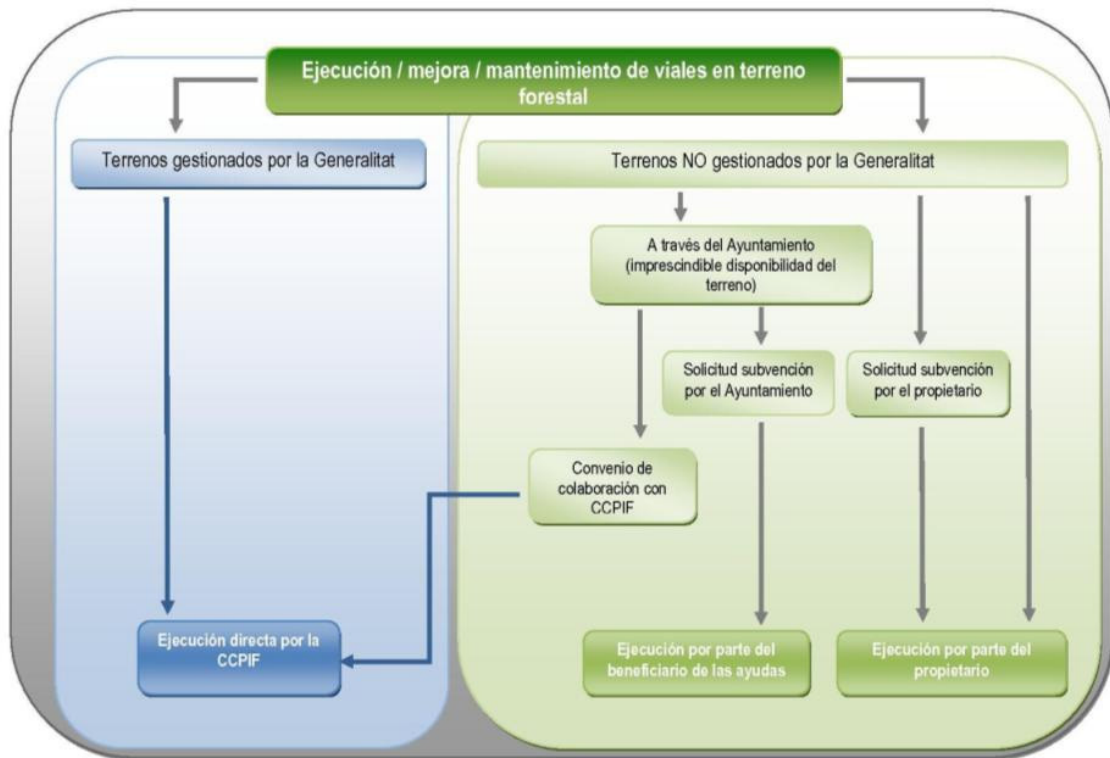 Ejecución / mejora / mantenimiento de viales en terreno
forestal
Terrenos gestionados por la Generalitat
Terrenos NO gestionados por la Generalitat
A través del Ayuntamiento
(imprescindible disponibilidad del
terreno)
Solicitud subvención
por el Ayuntamiento
Solicitud subvención
por el propietario
Convenio de
colaboración con
CCPIF
Ejecución directa por la
CCPIF
Ejecución por parte del
beneficiario de las ayudas
Ejecución por parte del
propietario